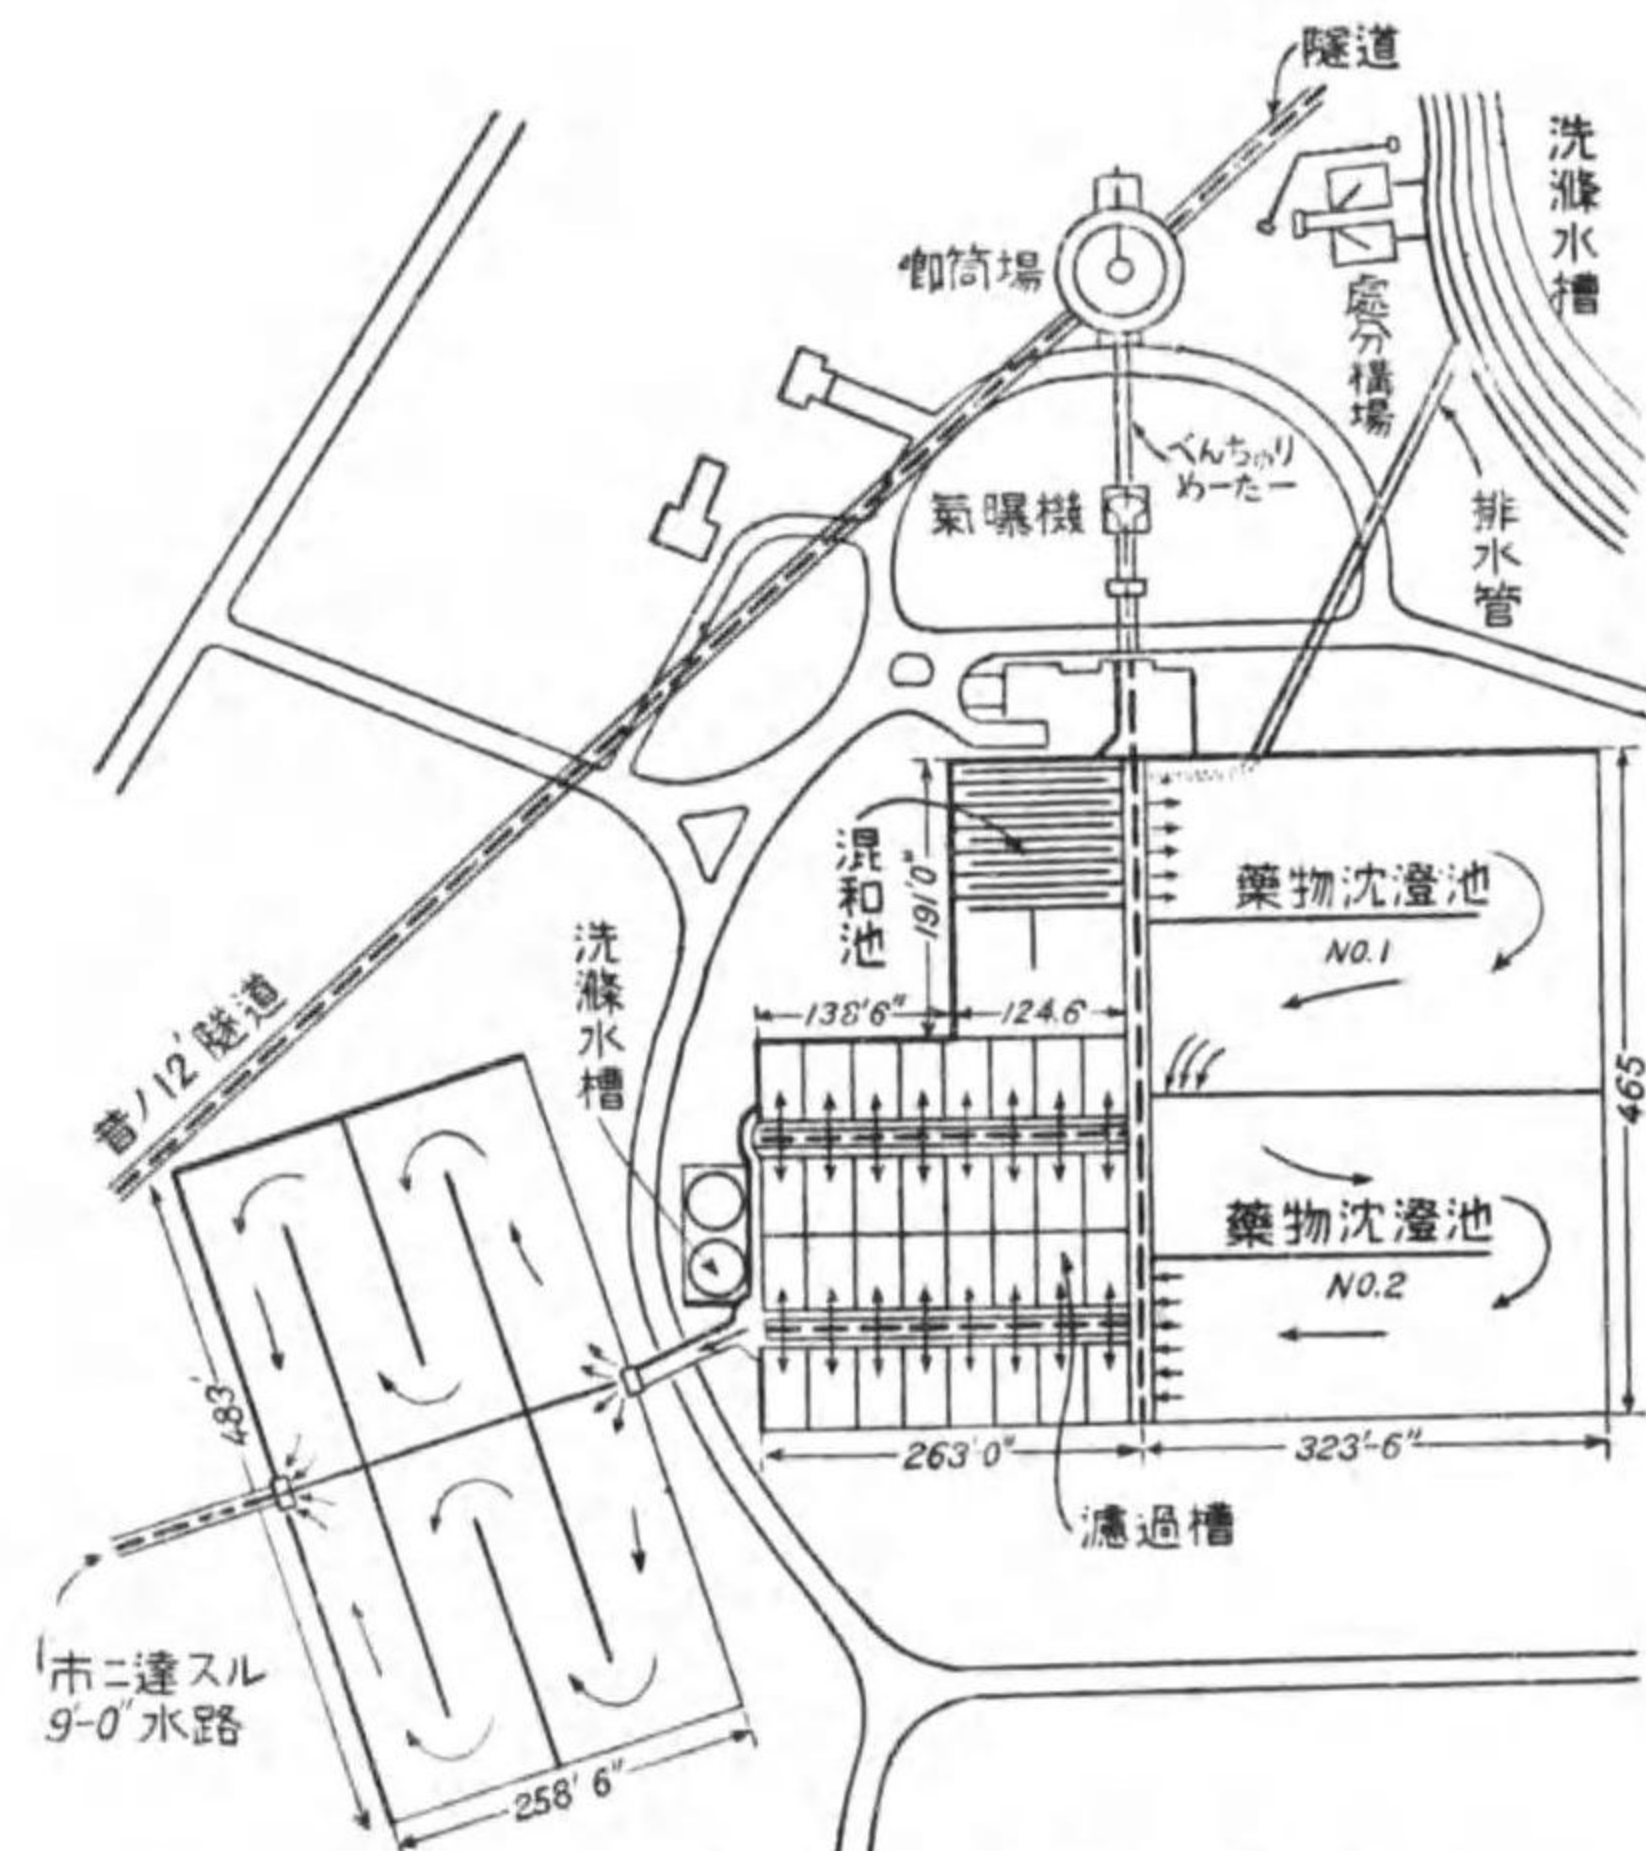 隧道
洗滌水槽
喞筒場
處分構場
べんちゅり
めーたー
氣曝機
排水管
混和池
191'0"
藥物沈澄池
NO.1
洗滌水槽
138'6"
124.6
465
昔ノ12'隧道
藥物沈澄池
NO.2
483'
263'0"
323'-6"
濾過槽
市ニ達スル
9'-0"水路
258'6"